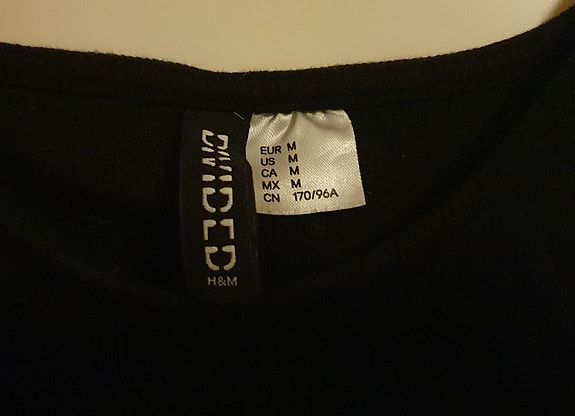 DIVIDED
H&M
EUR M
US M
CA M
MX M
CN 170/96A